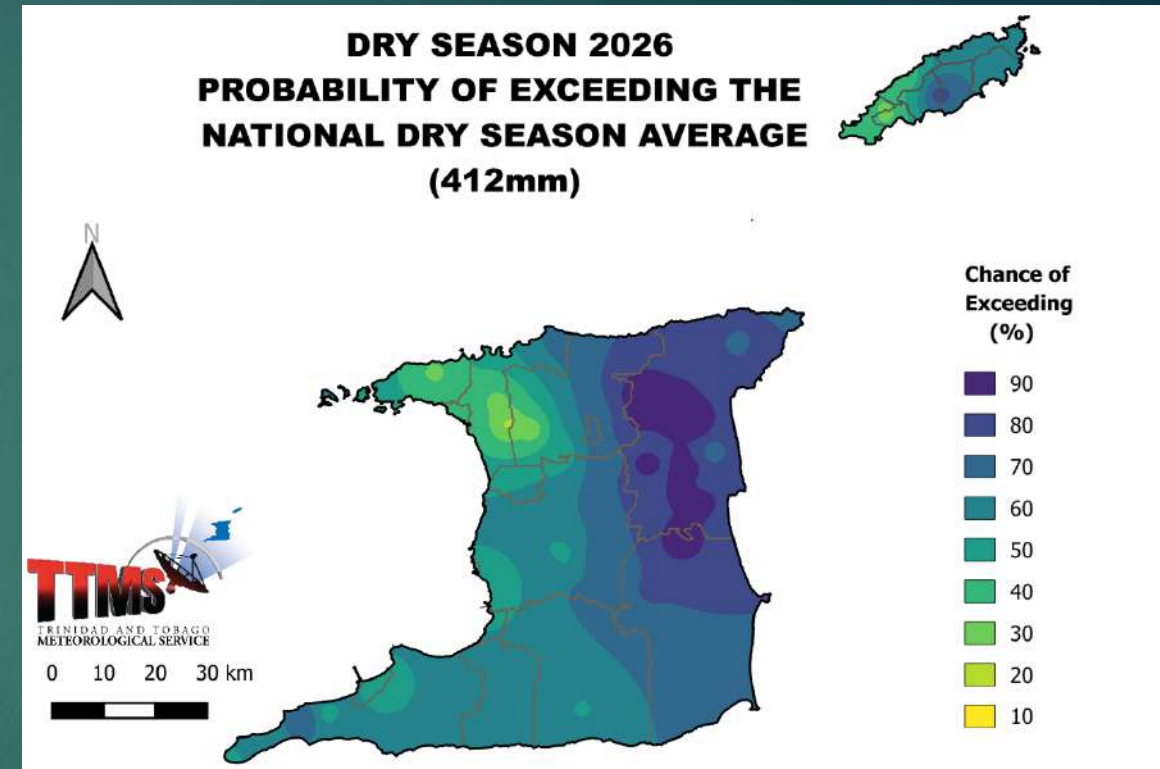 DRY SEASON 2026
PROBABILITY OF EXCEEDING THE
NATIONAL DRY SEASON AVERAGE
(412mm)
N
Chance of
Exceeding
(%)
90
80
70
60
50
40
30
20
10
TTMS
TRINIDAD AND TOBAGO
METEOROLOGICAL SERVICE
0 10 20 30 km